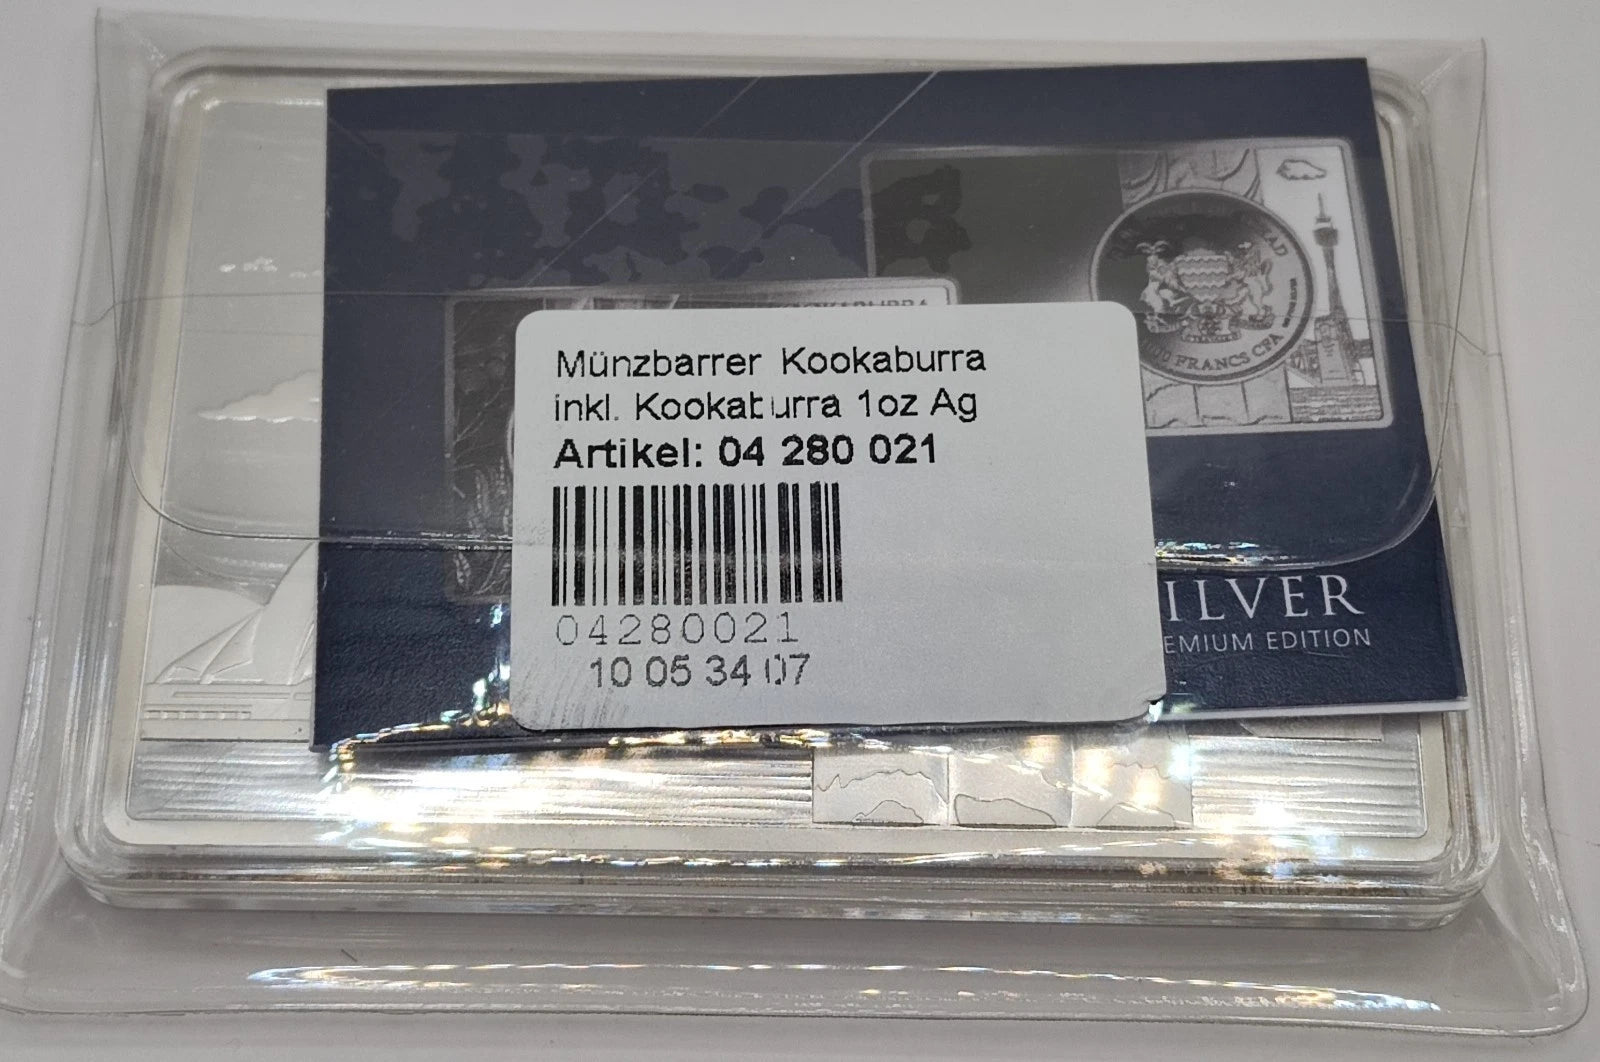 Münzbarrer Kookaburra
inkl. Kookaburra 1oz Ag
Artikel: 04 280 021
04280021
10 05 34 07
FRANCS CFA
ILVER
EMIUM EDITION